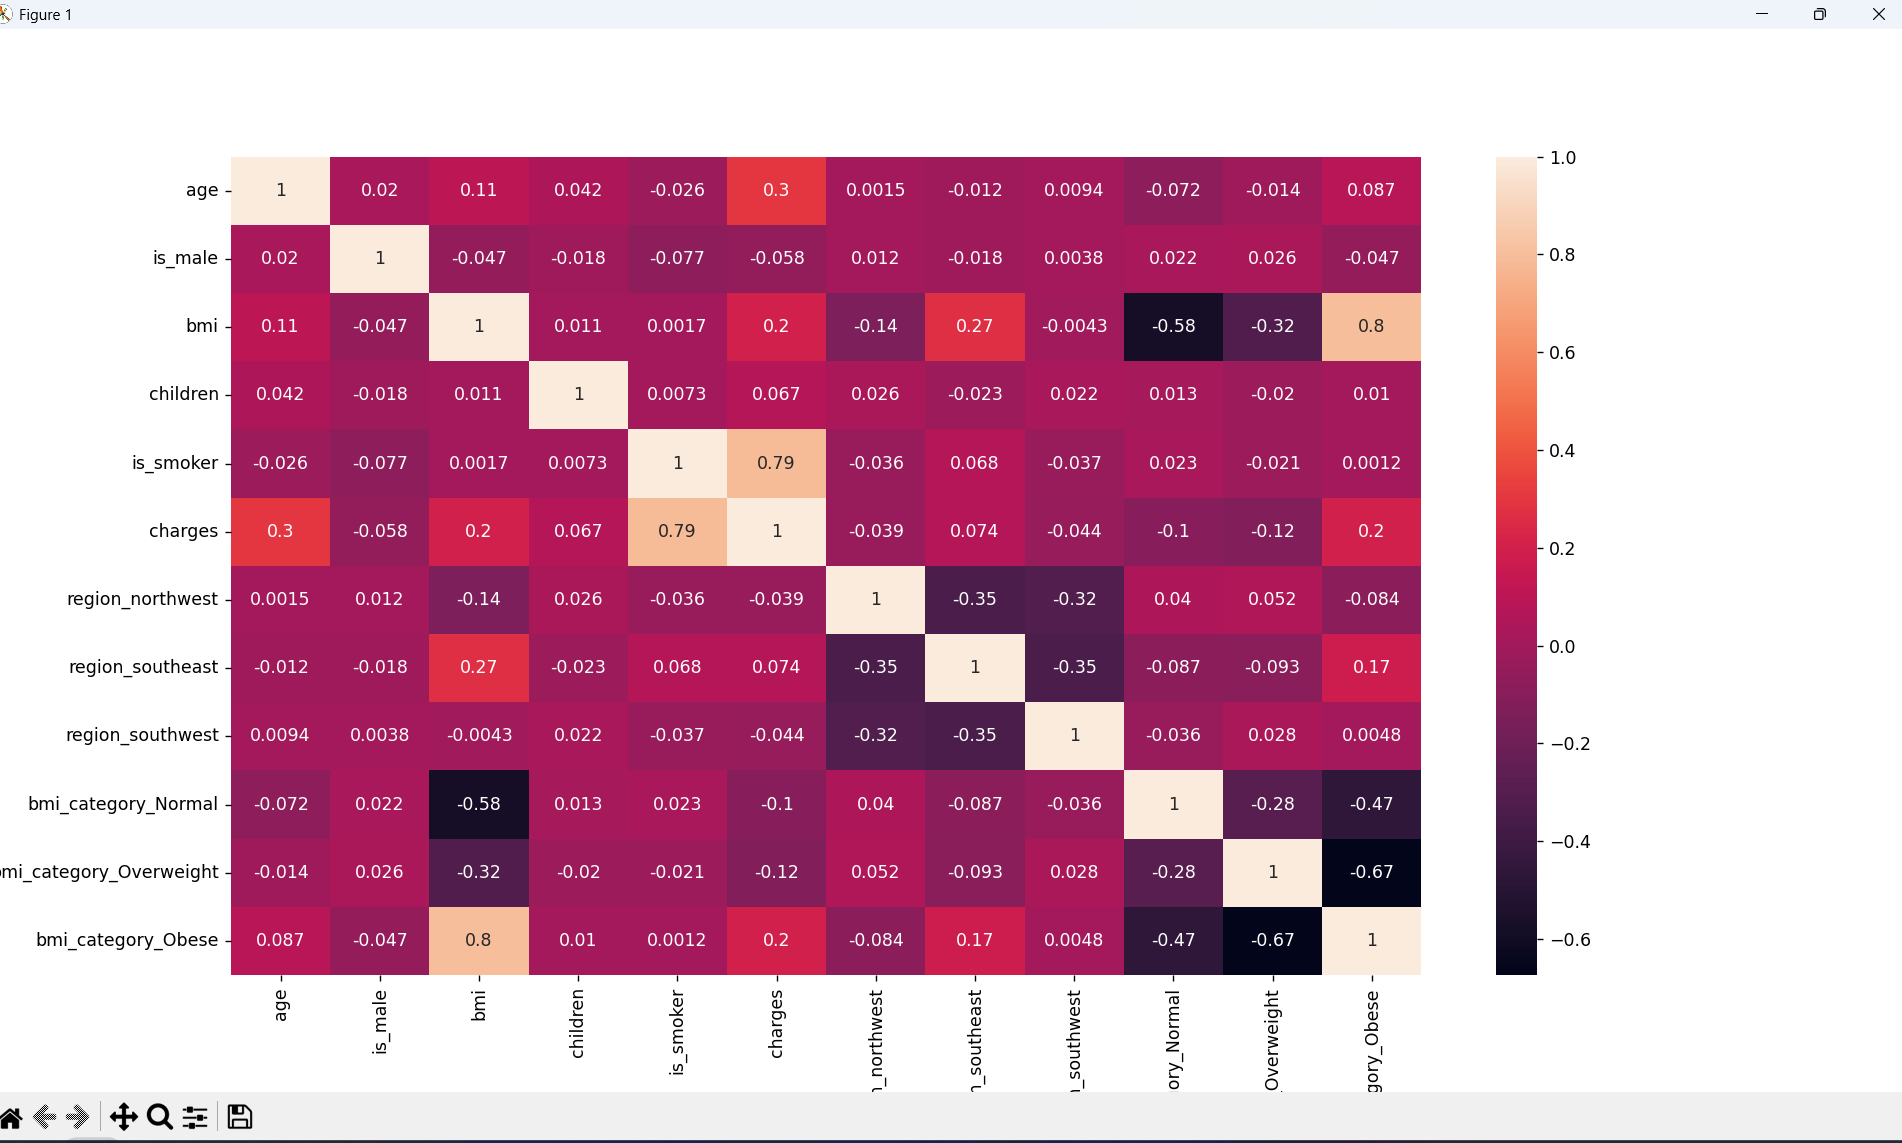 Figure 1
age 1 0.02 0.11 0.042 -0.026 0.3 0.0015 -0.012 0.0094 -0.072 -0.014 0.087
is_male 0.02 1 -0.047 -0.018 -0.077 -0.058 0.012 -0.018 0.0038 0.022 0.026 -0.047
bmi 0.11 -0.047 1 0.011 0.0017 0.2 -0.14 0.27 -0.0043 -0.58 -0.32 0.8
children 0.042 -0.018 0.011 1 0.0073 0.067 0.026 -0.023 0.022 0.013 -0.02 0.01
is_smoker -0.026 -0.077 0.0017 0.0073 1 0.79 -0.036 0.068 -0.037 0.023 -0.021 0.0012
charges 0.3 -0.058 0.2 0.067 0.79 1 -0.039 0.074 -0.044 -0.1 -0.12 0.2
region_northwest 0.0015 0.012 -0.14 0.026 -0.036 -0.039 1 -0.35 -0.32 0.04 0.052 -0.084
region_southeast -0.012 -0.018 0.27 -0.023 0.068 0.074 -0.35 1 -0.35 -0.087 -0.093 0.17
region_southwest 0.0094 0.0038 -0.0043 0.022 -0.037 -0.044 -0.32 -0.35 1 -0.036 0.028 0.0048
bmi_category_Normal -0.072 0.022 -0.58 0.013 0.023 -0.1 0.04 -0.087 -0.036 1 -0.28 -0.47
mi_category_Overweight -0.014 0.026 -0.32 -0.02 -0.021 -0.12 0.052 -0.093 0.028 -0.28 1 -0.67
bmi_category_Obese 0.087 -0.047 0.8 0.01 0.0012 0.2 -0.084 0.17 0.0048 -0.47 -0.67 1
age
is_male
bmi
children
is_smoker
charges
n_northwest
n_southeast
n_southwest
ory_Normal
_Overweight
gory_Obese
1.0
0.8
0.6
0.4
0.2
0.0
−0.2
−0.4
−0.6